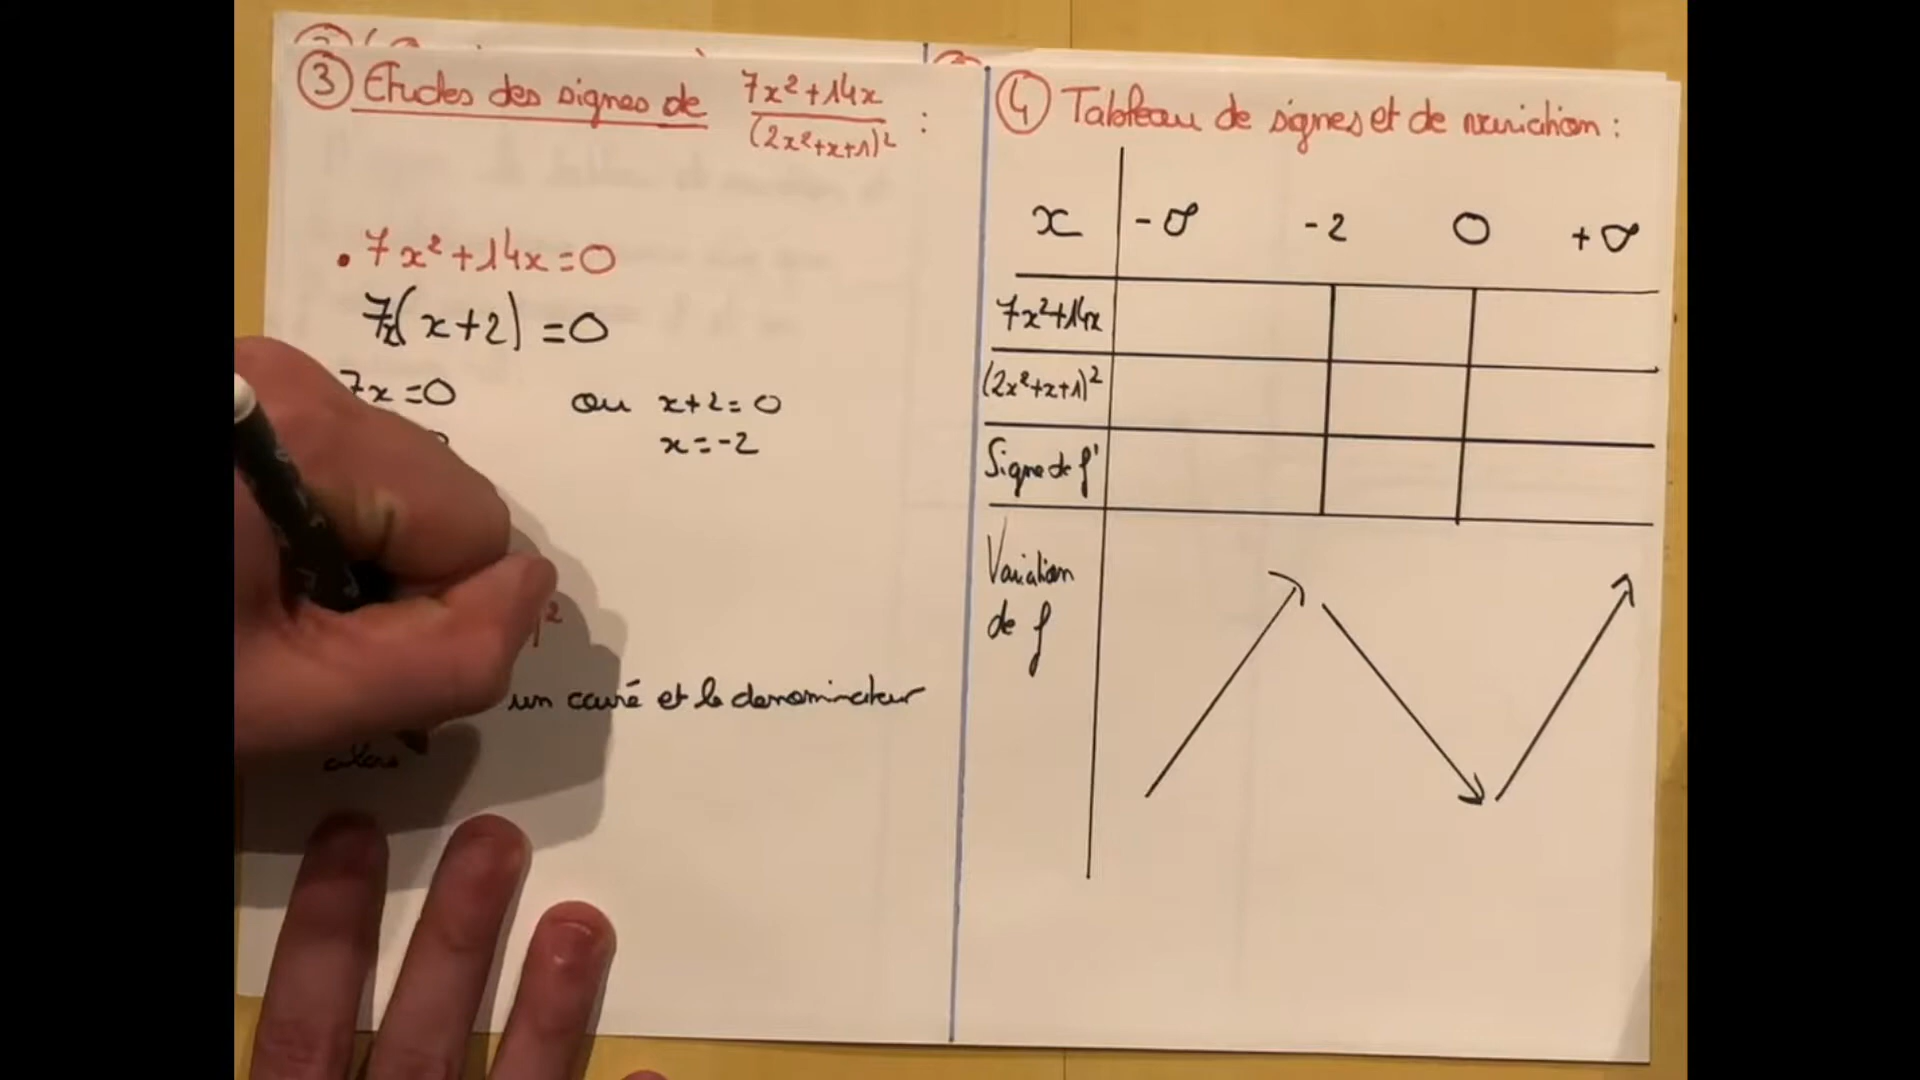 ③ Etudes des signes de 7x²+14x / (2x²+x+1)² :
• 7x²+14x=0
7x(x+2)=0
7x=0 ou x+2=0
x=-2
un carré et le denominateur
alors
④ Tableau de signes et de variation :
x -∞ -2 0 +∞
7x²+14x
(2x²+x+1)²
Signe de f'
Variation
de f